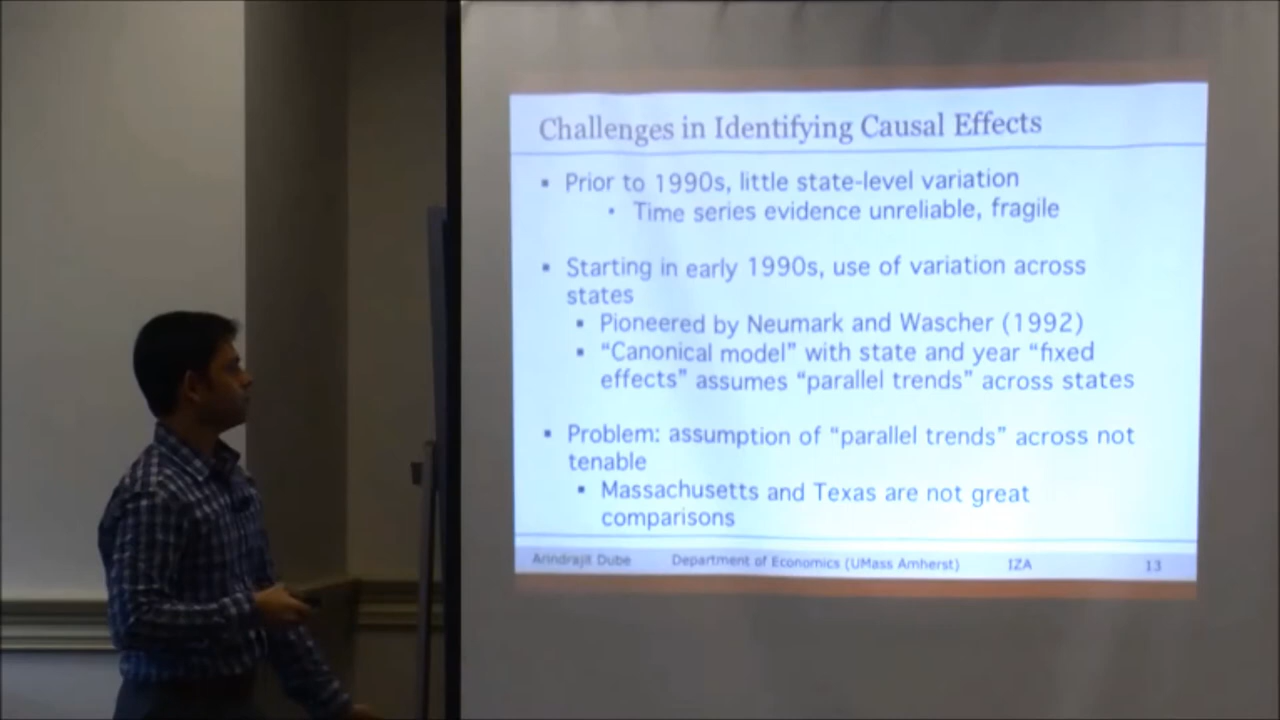 Challenges in Identifying Causal Effects
▪ Prior to 1990s, little state-level variation
• Time series evidence unreliable, fragile
▪ Starting in early 1990s, use of variation across
states
▪ Pioneered by Neumark and Wascher (1992)
▪ “Canonical model” with state and year “fixed
effects” assumes “parallel trends” across states
▪ Problem: assumption of “parallel trends” across not
tenable
▪ Massachusetts and Texas are not great
comparisons
Arindrajit Dube Department of Economics (UMass Amherst) IZA 13